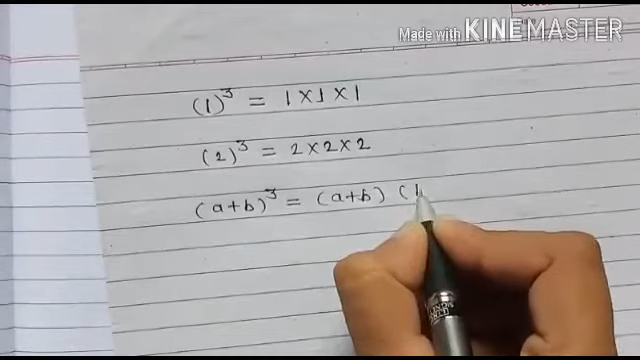 Made with KINEMASTER
(1)³ = 1×1×1
(2)³ = 2×2×2
(a+b)³ = (a+b) (